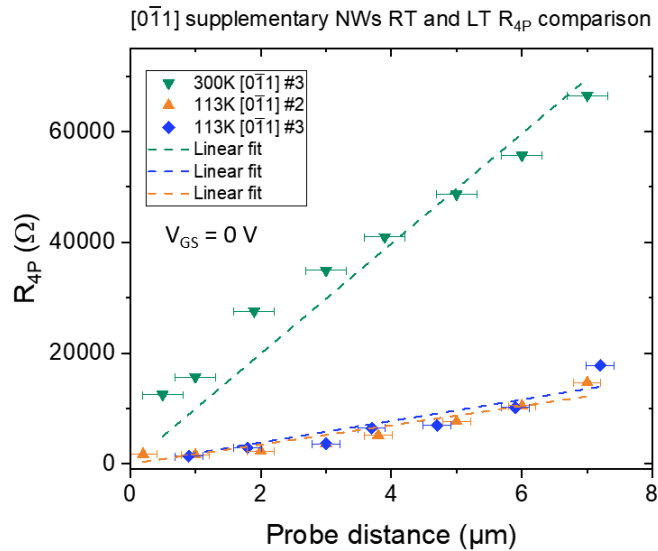 [01̅1] supplementary NWs RT and LT R4P comparison
300K [01̅1] #3
113K [01̅1] #2
113K [01̅1] #3
Linear fit
Linear fit
Linear fit
VGS = 0 V
R4P (Ω)
60000
40000
20000
0
0 2 4 6 8
Probe distance (μm)